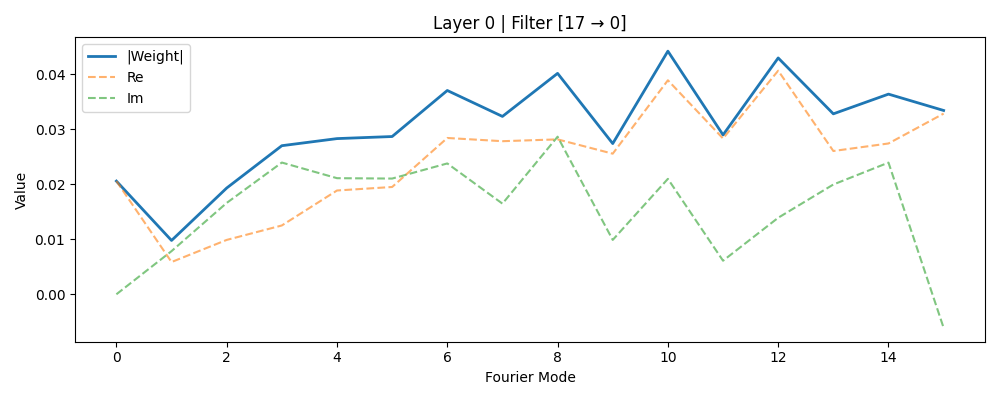 Layer 0 | Filter [17 → 0]
|Weight|
Re
Im
Value
0.04
0.03
0.02
0.01
0.00
0 2 4 6 8 10 12 14
Fourier Mode